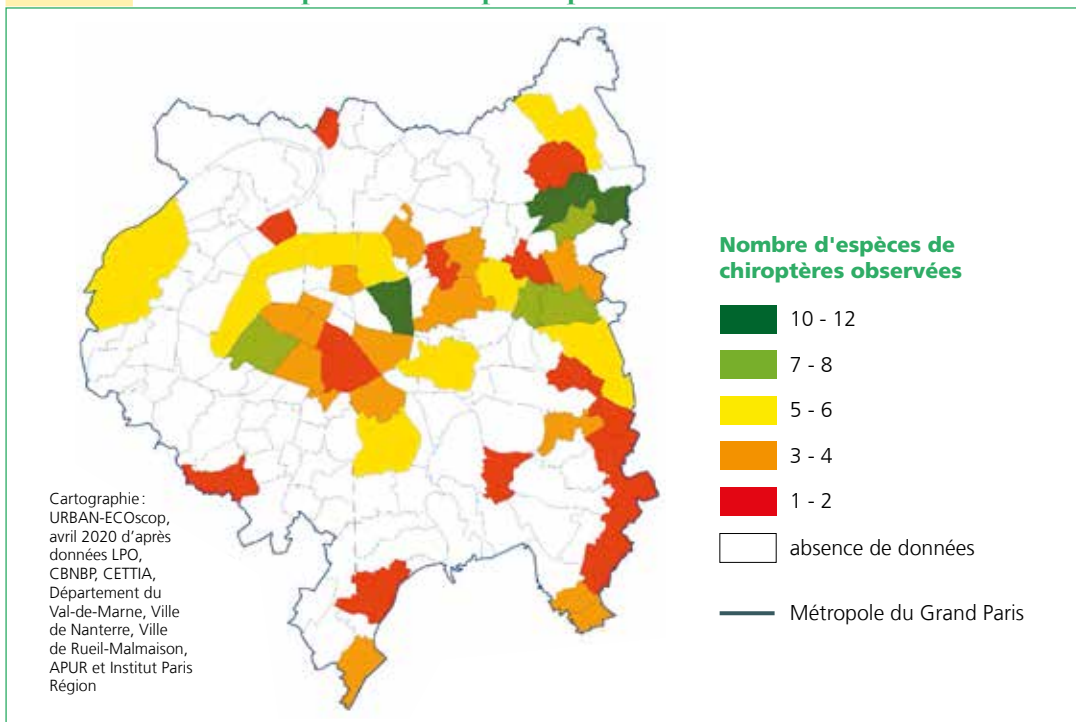 Nombre d'espèces de
chiroptères observées
10 - 12
7 - 8
5 - 6
3 - 4
1 - 2
absence de données
Métropole du Grand Paris
Cartographie :
URBAN-ECOscop,
avril 2020 d'après
données LPO,
CBNBP, CETTIA,
Département du
Val-de-Marne, Ville
de Nanterre, Ville
de Rueil-Malmaison,
APUR et Institut Paris
Région